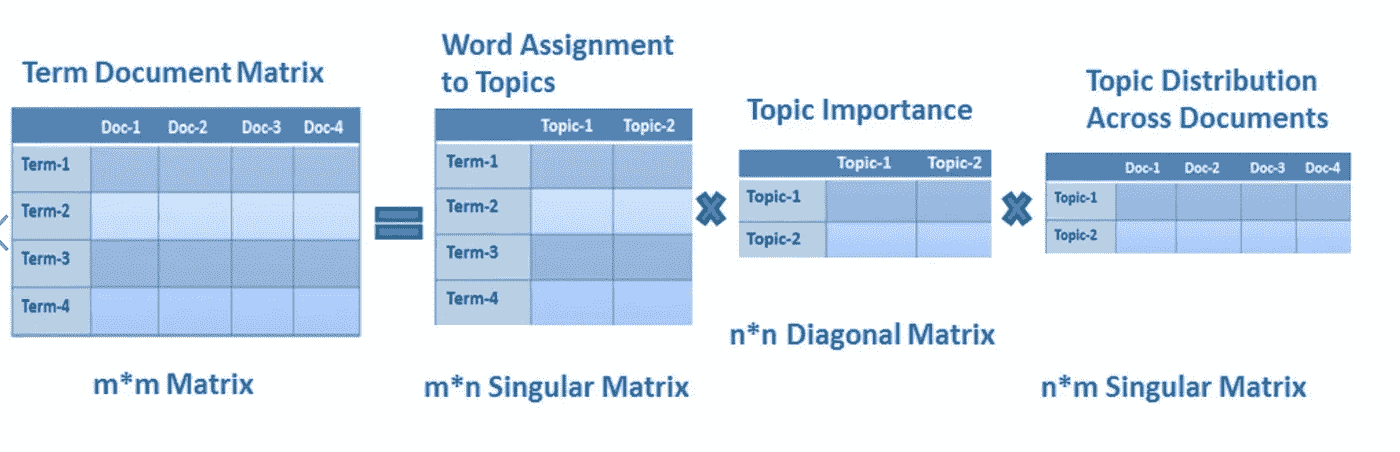 Term Document Matrix
Doc-1 Doc-2 Doc-3 Doc-4
Term-1
Term-2
Term-3
Term-4
m*m Matrix
Word Assignment
to Topics
Topic-1 Topic-2
Term-1
Term-2
Term-3
Term-4
m*n Singular Matrix
Topic Importance
Topic-1 Topic-2
Topic-1
Topic-2
n*n Diagonal Matrix
Topic Distribution
Across Documents
Doc-1 Doc-2 Doc-3 Doc-4
Topic-1
Topic-2
n*m Singular Matrix